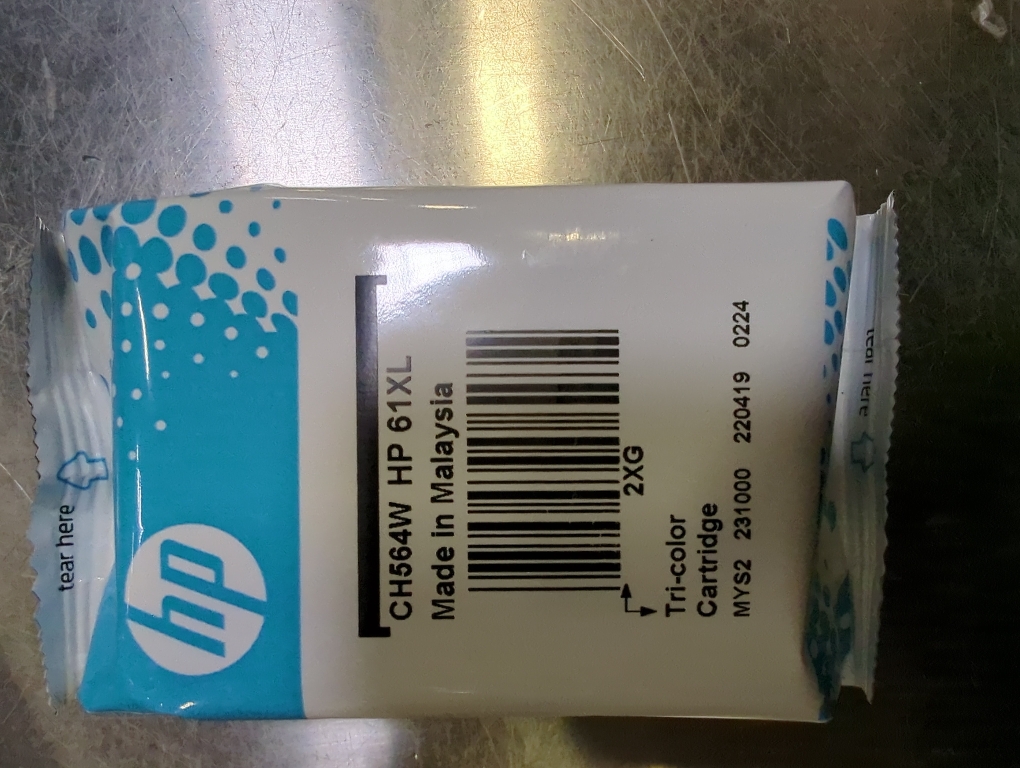 tear here
hp
CH564W HP 61XL
Made in Malaysia
2XG
Tri-color
Cartridge
MYS2 231000 220419 0224
tear here